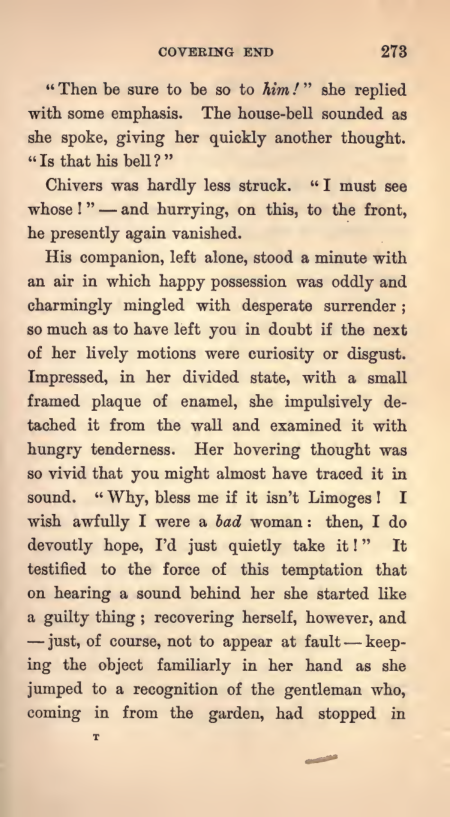 COVERING END 273
"Then be sure to be so to him!" she replied
with some emphasis. The house-bell sounded as
she spoke, giving her quickly another thought.
"Is that his bell?"
Chivers was hardly less struck. "I must see
whose!" — and hurrying, on this, to the front,
he presently again vanished.
His companion, left alone, stood a minute with
an air in which happy possession was oddly and
charmingly mingled with desperate surrender;
so much as to have left you in doubt if the next
of her lively motions were curiosity or disgust.
Impressed, in her divided state, with a small
framed plaque of enamel, she impulsively de-
tached it from the wall and examined it with
hungry tenderness. Her hovering thought was
so vivid that you might almost have traced it in
sound. "Why, bless me if it isn't Limoges! I
wish awfully I were a bad woman: then, I do
devoutly hope, I'd just quietly take it!" It
testified to the force of this temptation that
on hearing a sound behind her she started like
a guilty thing; recovering herself, however, and
— just, of course, not to appear at fault — keep-
ing the object familiarly in her hand as she
jumped to a recognition of the gentleman who,
coming in from the garden, had stopped in
T